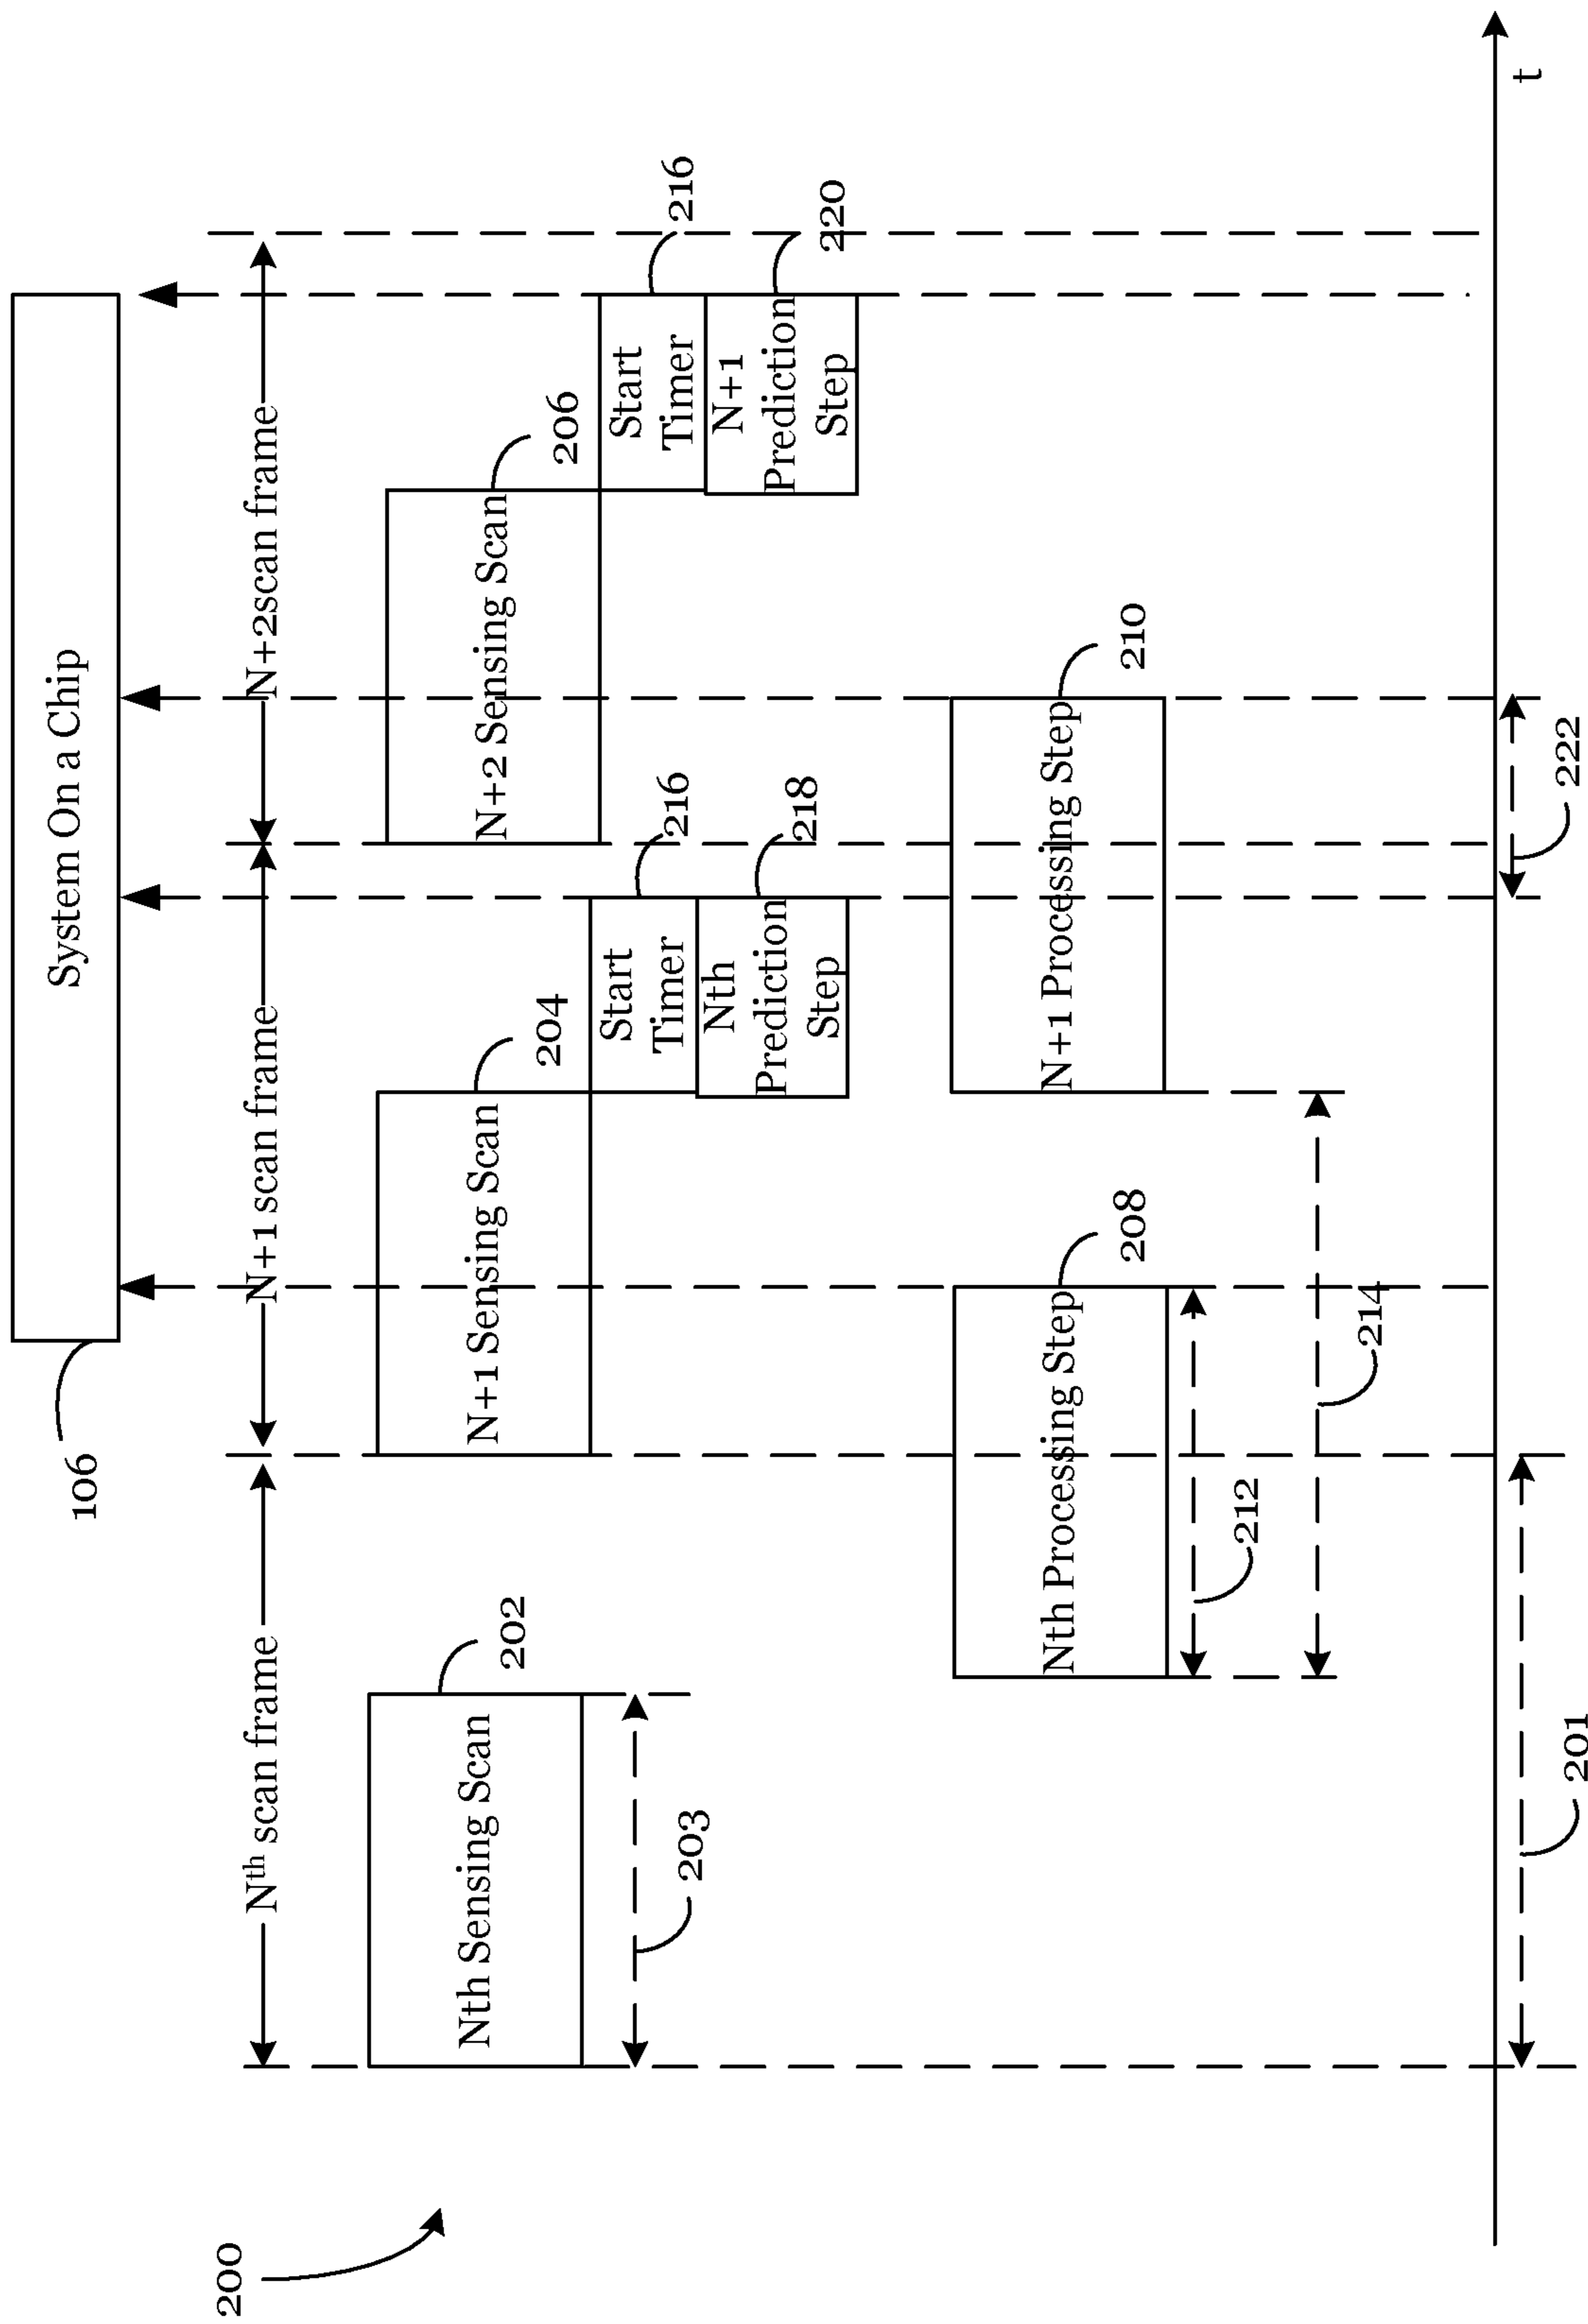 200
106
System On a Chip
Nth scan frame
N+1 scan frame
N+2scan frame
Nth Sensing Scan
202
N+1 Sensing Scan
204
N+2 Sensing Scan
206
203
Start
Timer
216
Start
Timer
216
Nth
Prediction
Step
218
N+1
Prediction
Step
220
Nth Processing Step
208
N+1 Processing Step
210
212
214
201
222
t